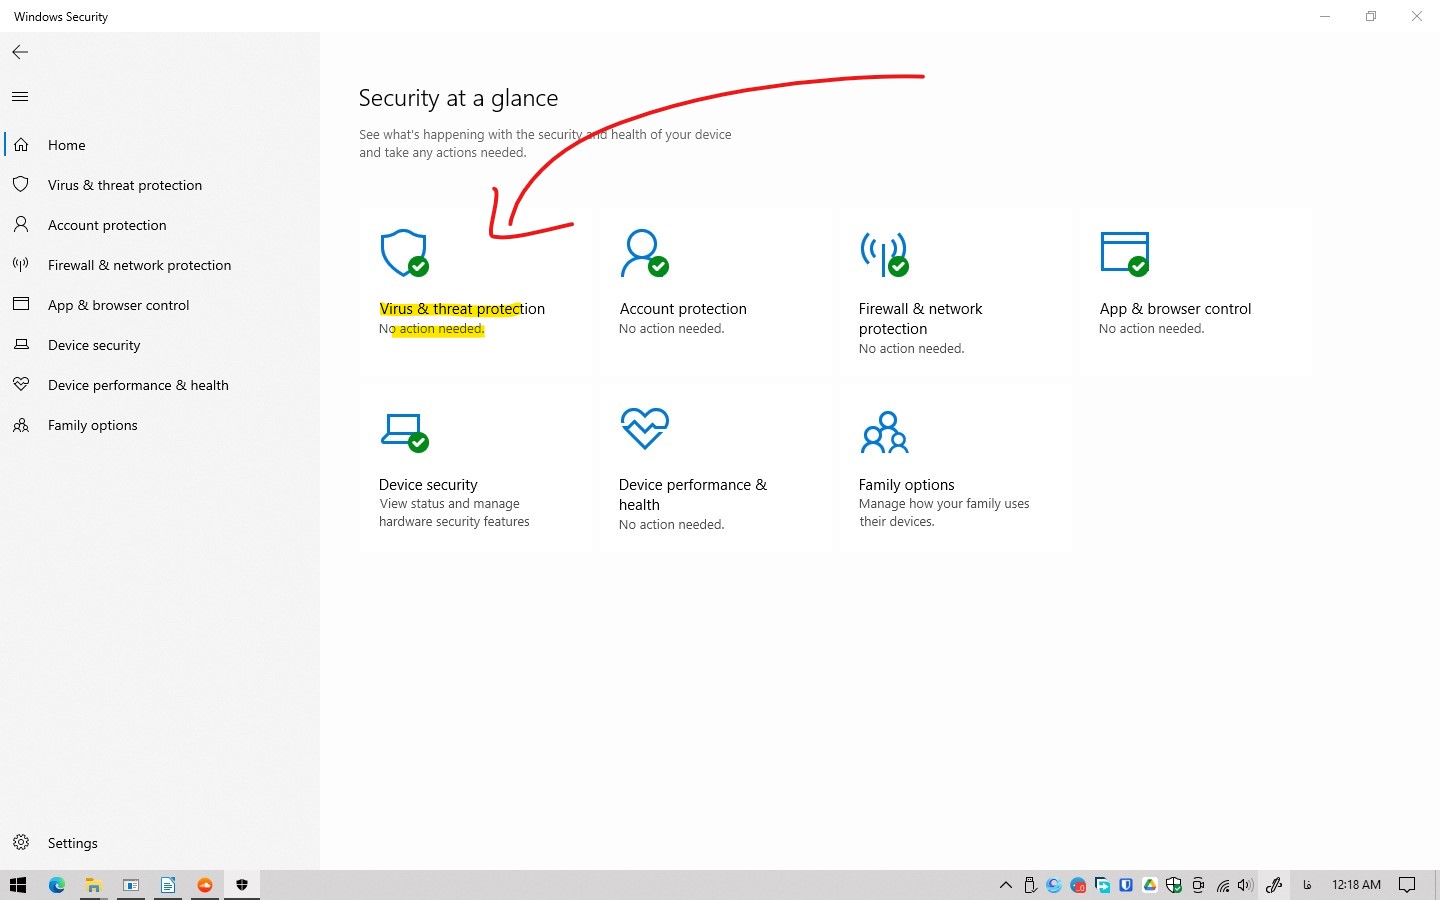 Windows Security
Home
Virus & threat protection
Account protection
Firewall & network protection
App & browser control
Device security
Device performance & health
Family options
Settings
Security at a glance
See what's happening with the security and health of your device
and take any actions needed.
Virus & threat protection
No action needed.
Account protection
No action needed.
Firewall & network
protection
No action needed.
App & browser control
No action needed.
Device security
View status and manage
hardware security features
Device performance &
health
No action needed.
Family options
Manage how your family uses
their devices.
فا
12:18 AM